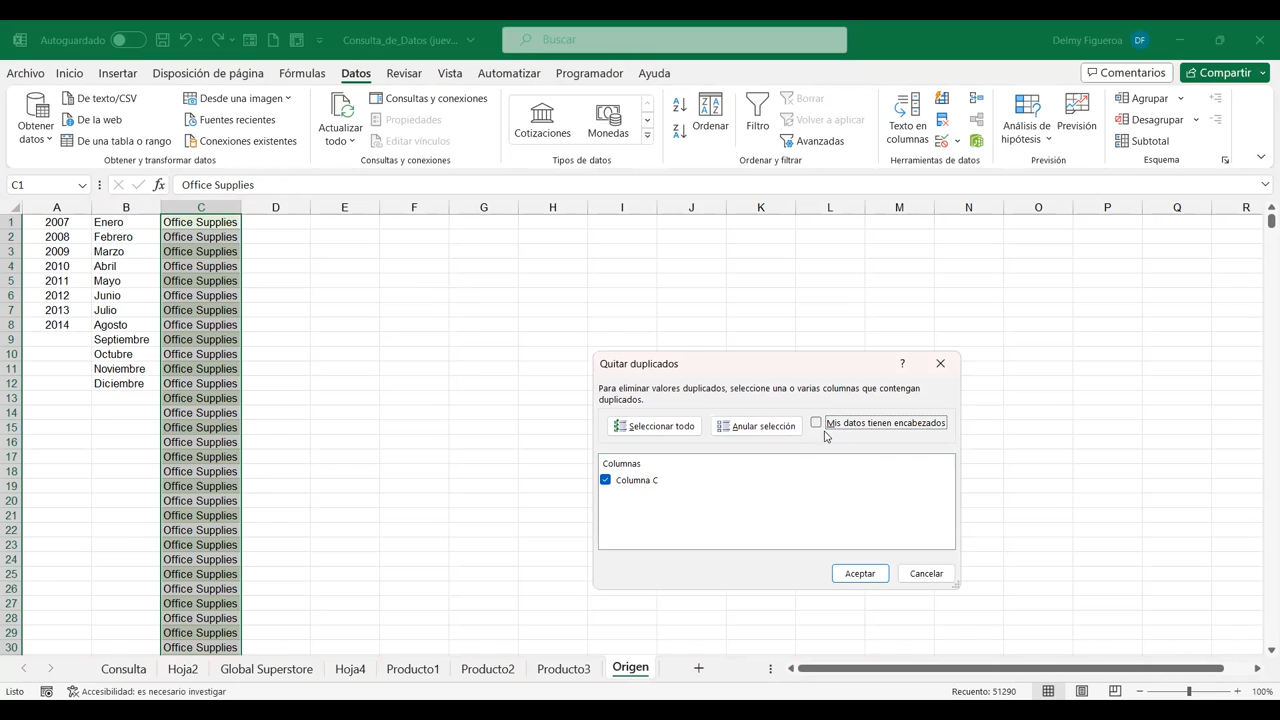 Autoguardado
Consulta_de_Datos (juev...
Buscar
Delmy Figueroa DF
Archivo Inicio Insertar Disposición de página Fórmulas Datos Revisar Vista Automatizar Programador Ayuda
Comentarios Compartir
Obtener datos
De texto/CSV
De la web
De una tabla o rango
Desde una imagen
Fuentes recientes
Conexiones existentes
Obtener y transformar datos
Actualizar todo
Consultas y conexiones
Propiedades
Editar vínculos
Consultas y conexiones
Cotizaciones Monedas
Tipos de datos
Ordenar Filtro
Borrar
Volver a aplicar
Avanzadas
Ordenar y filtrar
Texto en columnas
Herramientas de datos
Análisis de hipótesis
Previsión
Previsión
Agrupar
Desagrupar
Subtotal
Esquema
C1 fx Office Supplies
A B C D E F G H I J K L M N O P Q R
1 2007 Enero Office Supplies
2 2008 Febrero Office Supplies
3 2009 Marzo Office Supplies
4 2010 Abril Office Supplies
5 2011 Mayo Office Supplies
6 2012 Junio Office Supplies
7 2013 Julio Office Supplies
8 2014 Agosto Office Supplies
9 Septiembre Office Supplies
10 Octubre Office Supplies
11 Noviembre Office Supplies
12 Diciembre Office Supplies
13 Office Supplies
14 Office Supplies
15 Office Supplies
16 Office Supplies
17 Office Supplies
18 Office Supplies
19 Office Supplies
20 Office Supplies
21 Office Supplies
22 Office Supplies
23 Office Supplies
24 Office Supplies
25 Office Supplies
26 Office Supplies
27 Office Supplies
28 Office Supplies
29 Office Supplies
30 Office Supplies
Quitar duplicados ?
Para eliminar valores duplicados, seleccione una o varias columnas que contengan
duplicados.
Seleccionar todo Anular selección Mis datos tienen encabezados
Columnas
Columna C
Aceptar Cancelar
Consulta Hoja2 Global Superstore Hoja4 Producto1 Producto2 Producto3 Origen
Listo Accesibilidad: es necesario investigar Recuento: 51290 100%